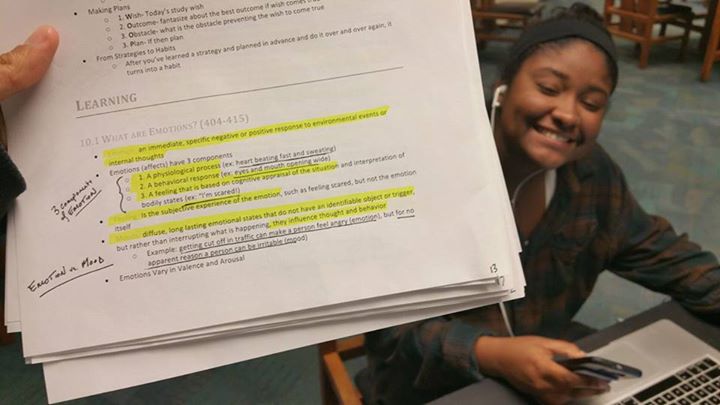 Making Plans
1. Wish- Today's study wish
2. Outcome- fantasize about the best outcome if wish comes
3. Obstacle- what is the obstacle preventing the wish to come true
3. Plan- if then plan
From Strategies to Habits
After you've learned a strategy and planned in advance and do it over and over again, it
turns into a habit
LEARNING
10.1 WHAT ARE EMOTIONS? (404-415)
an immediate, specific negative or positive response to environmental events or
internal thoughts
Emotions (affects) have 3 components
1. A physiological process (ex: heart beating fast and sweating)
2. A behavioral response (ex: eyes and mouth opening wide)
3. A feeling that is based on cognitive appraisal of the situation and interpretation of
bodily states (ex: "I'm scared!)
3 components of EMOTION
is the subjective experience of the emotion, such as feeling scared, but not the emotion
itself
diffuse, long lasting emotional states that do not have an identifiable object or trigger,
but rather than interrupting what is happening, they influence thought and behavior
Example: getting cut off in traffic can make a person feel angry (emotion), but for no
apparent reason a person can be irritable (mood)
EMOTION vs MOOD
Emotions Vary in Valence and Arousal
13